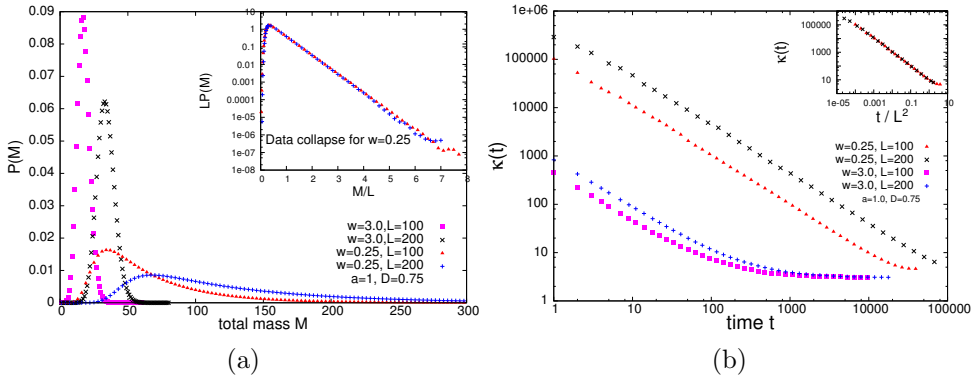 0.09
0.08
0.07
0.06
0.05
0.04
0.03
0.02
0.01
0
P(M)
0 50 100 150 200 250 300
total mass M
10
1
0.1
0.01
0.001
0.0001
1e-05
1e-06
1e-07
LP(M)
Data collapse for w=0.25
0 1 2 3 4 5 6 7 8
M/L
w=3.0,L=100
w=3.0,L=200
w=0.25, L=100
w=0.25, L=200
a=1, D=0.75
(a)
1e+06
100000
10000
1000
100
10
1
κ(t)
1 10 100 1000 10000 100000
time t
100000
1000
10
κ(t)
1e-05 0.001 0.1 10
t / L²
w=0.25, L=100
w=0.25, L=200
w=3.0, L=100
w=3.0, L=200
a=1.0, D=0.75
(b)